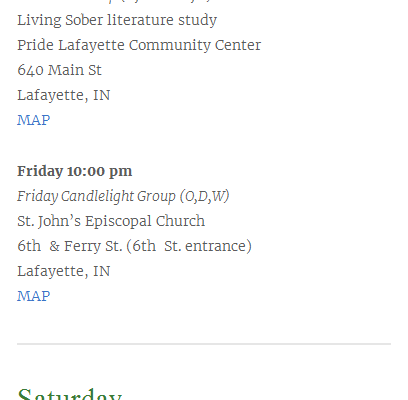 Living Sober literature study
Pride Lafayette Community Center
640 Main St
Lafayette, IN
MAP
Friday 10:00 pm
Friday Candlelight Group (O,D,W)
St. John’s Episcopal Church
6th  & Ferry St. (6th  St. entrance)
Lafayette, IN
MAP
Saturday